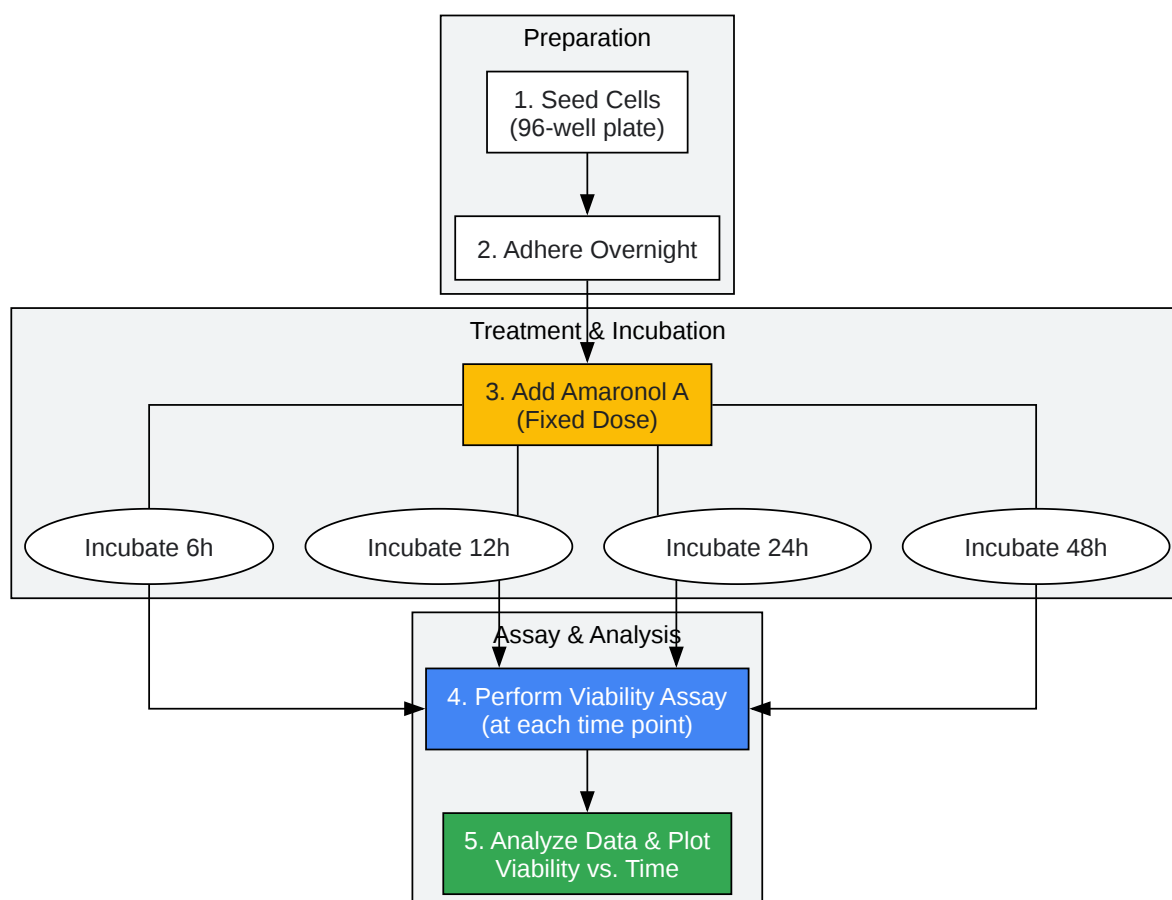 Preparation
1. Seed Cells
(96-well plate)
2. Adhere Overnight
Treatment & Incubation
3. Add Amaronol A
(Fixed Dose)
Incubate 6h
Incubate 12h
Incubate 24h
Incubate 48h
Assay & Analysis
4. Perform Viability Assay
(at each time point)
5. Analyze Data & Plot
Viability vs. Time